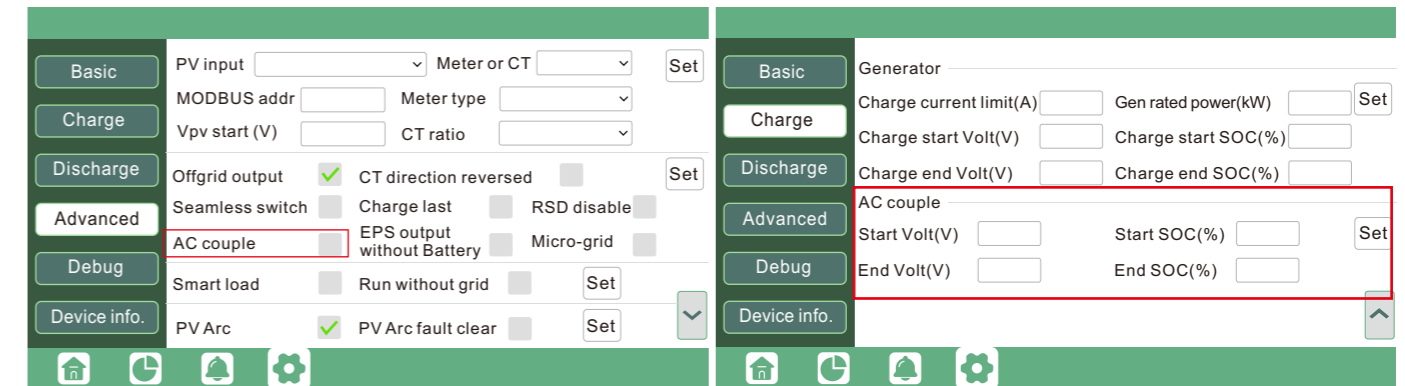 Basic
Charge
Discharge
Advanced
Debug
Device info.
PV input Meter or CT Set
MODBUS addr Meter type
Vpv start (V) CT ratio
Offgrid output CT direction reversed Set
Seamless switch Charge last RSD disable
AC couple EPS output without Battery Micro-grid
Smart load Run without grid Set
PV Arc PV Arc fault clear Set
Basic
Charge
Discharge
Advanced
Debug
Device info.
Generator
Charge current limit(A) Gen rated power(kW) Set
Charge start Volt(V) Charge start SOC(%)
Charge end Volt(V) Charge end SOC(%)
AC couple
Start Volt(V) Start SOC(%) Set
End Volt(V) End SOC(%)